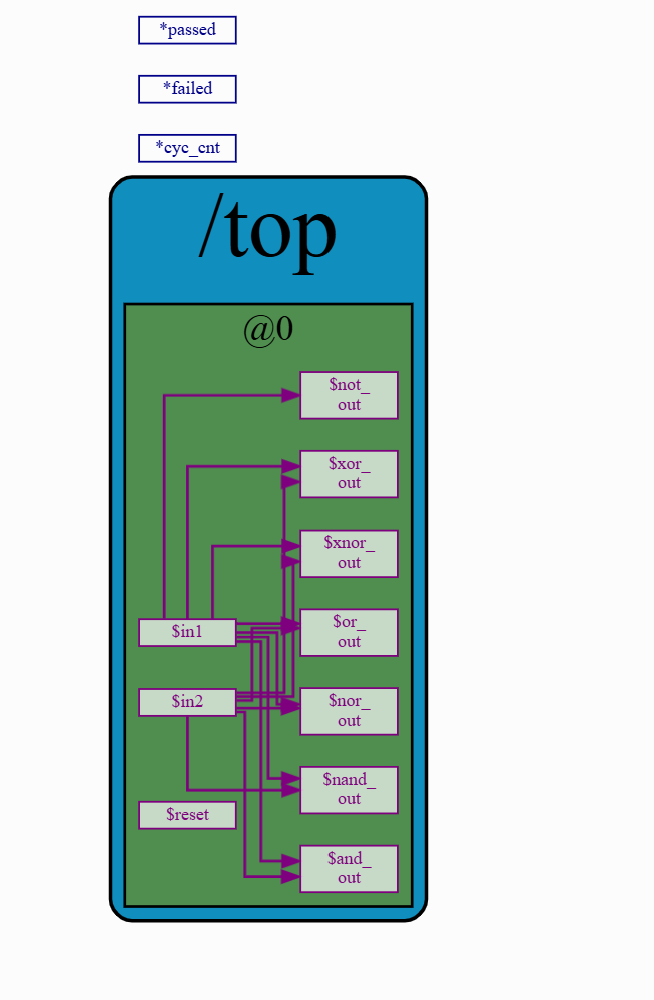 *passed
*failed
*cyc_cnt
/top
@0
$not_
out
$xor_
out
$xnor_
out
$in1
$or_
out
$in2
$nor_
out
$nand_
out
$reset
$and_
out